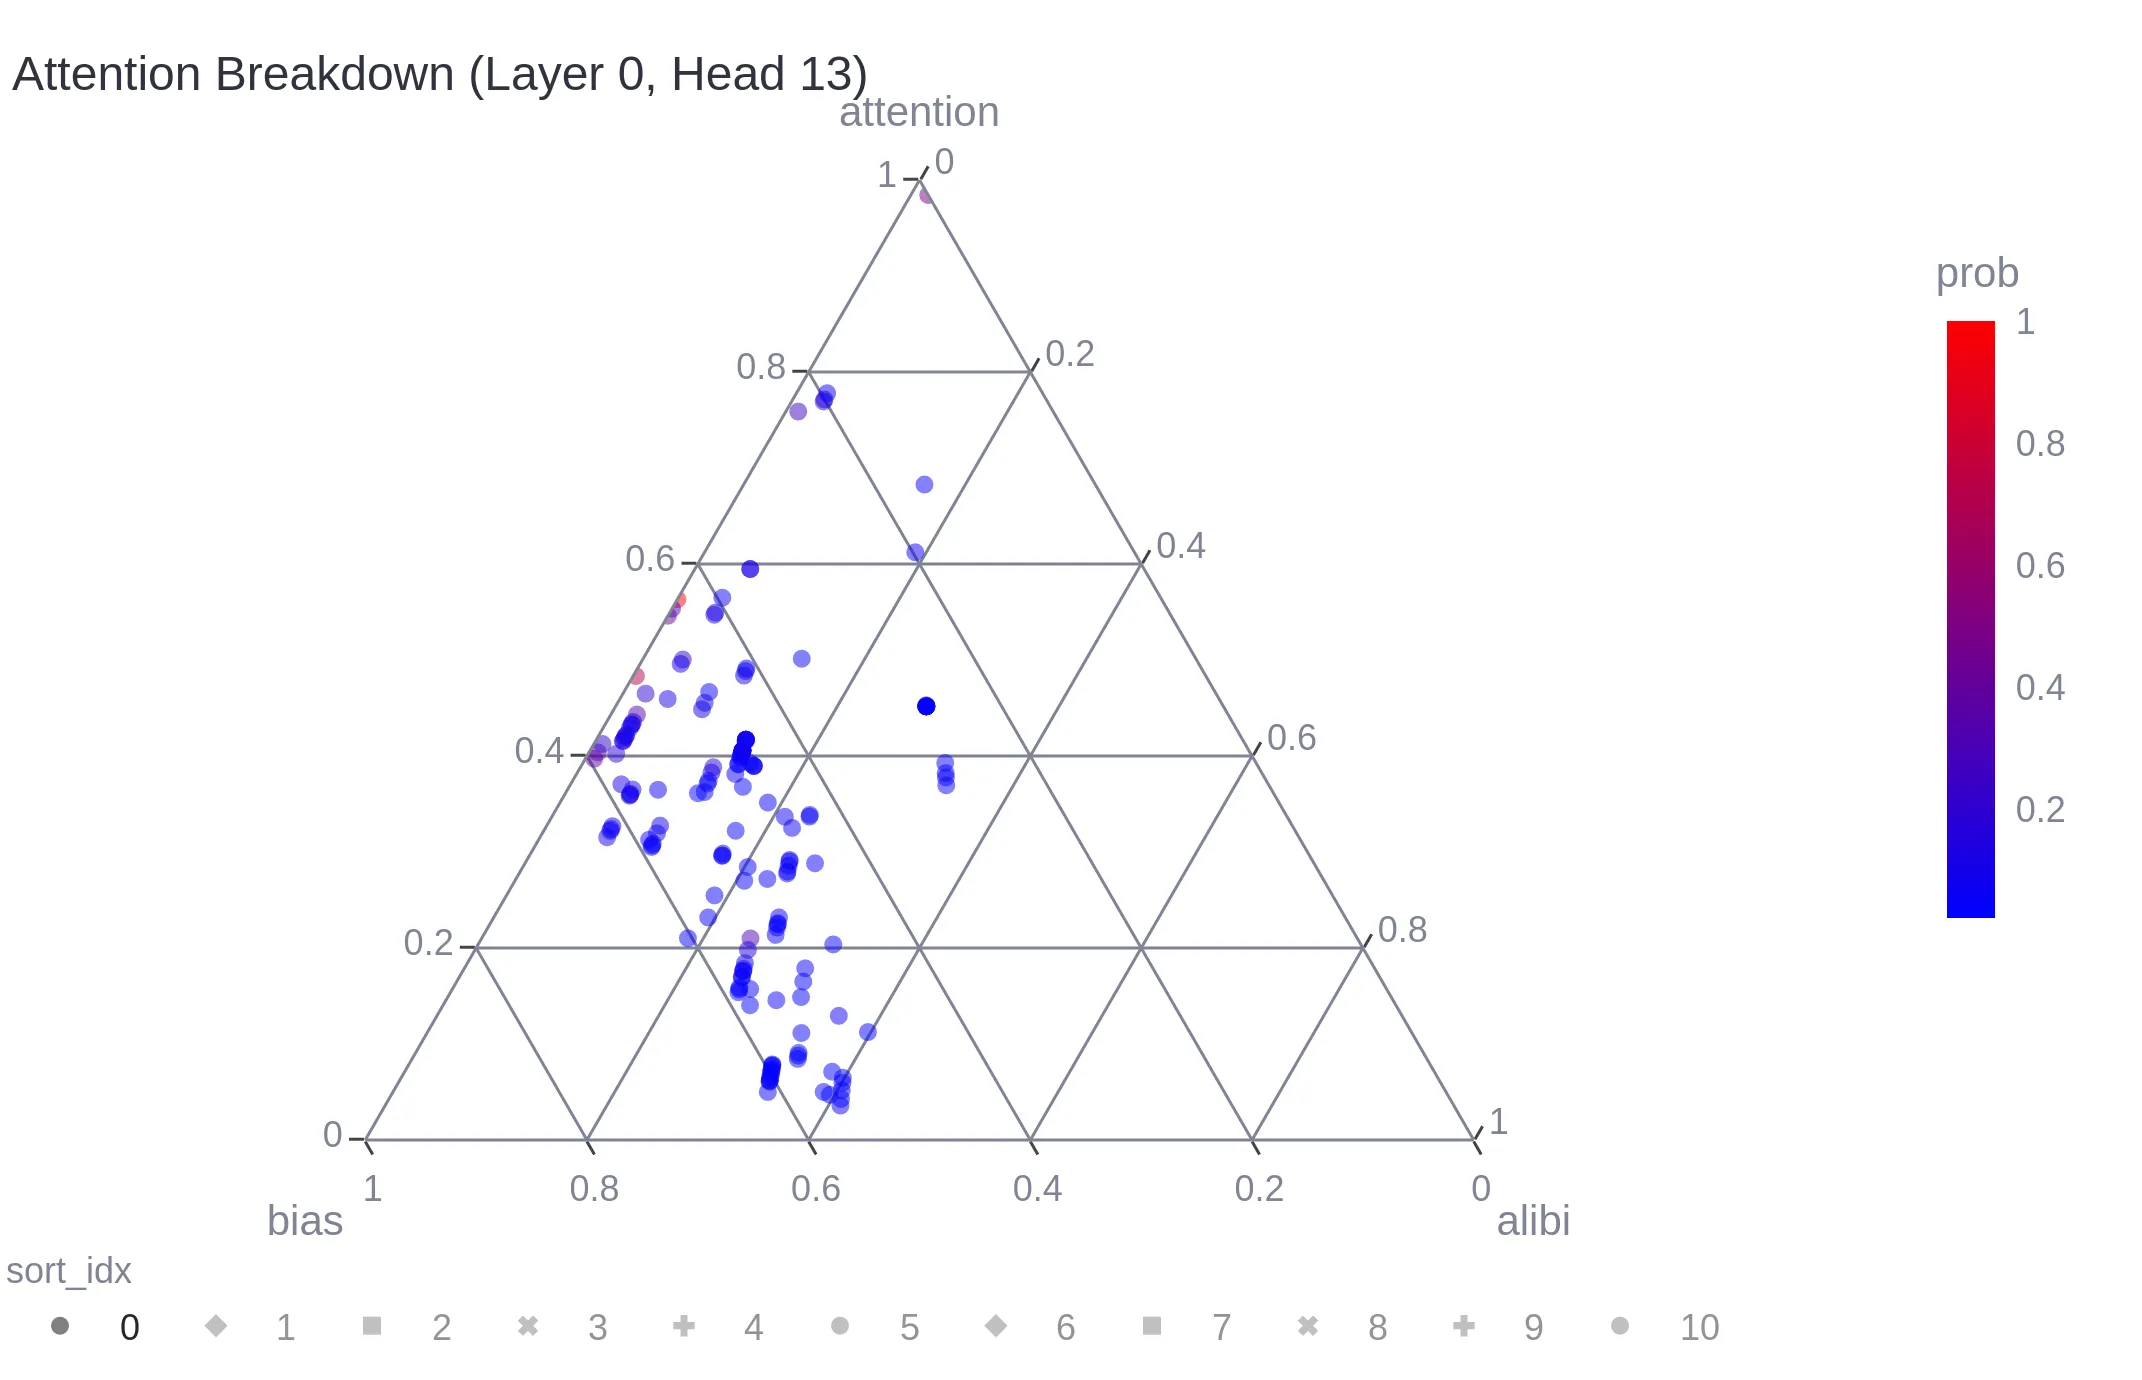 Attention Breakdown (Layer 0, Head 13)
attention
1 0
0.8 0.2
0.6 0.4
0.4 0.6
0.2 0.8
0 1
1 0.8 0.6 0.4 0.2 0
bias alibi
prob
1
0.8
0.6
0.4
0.2
sort_idx
0 1 2 3 4 5 6 7 8 9 10